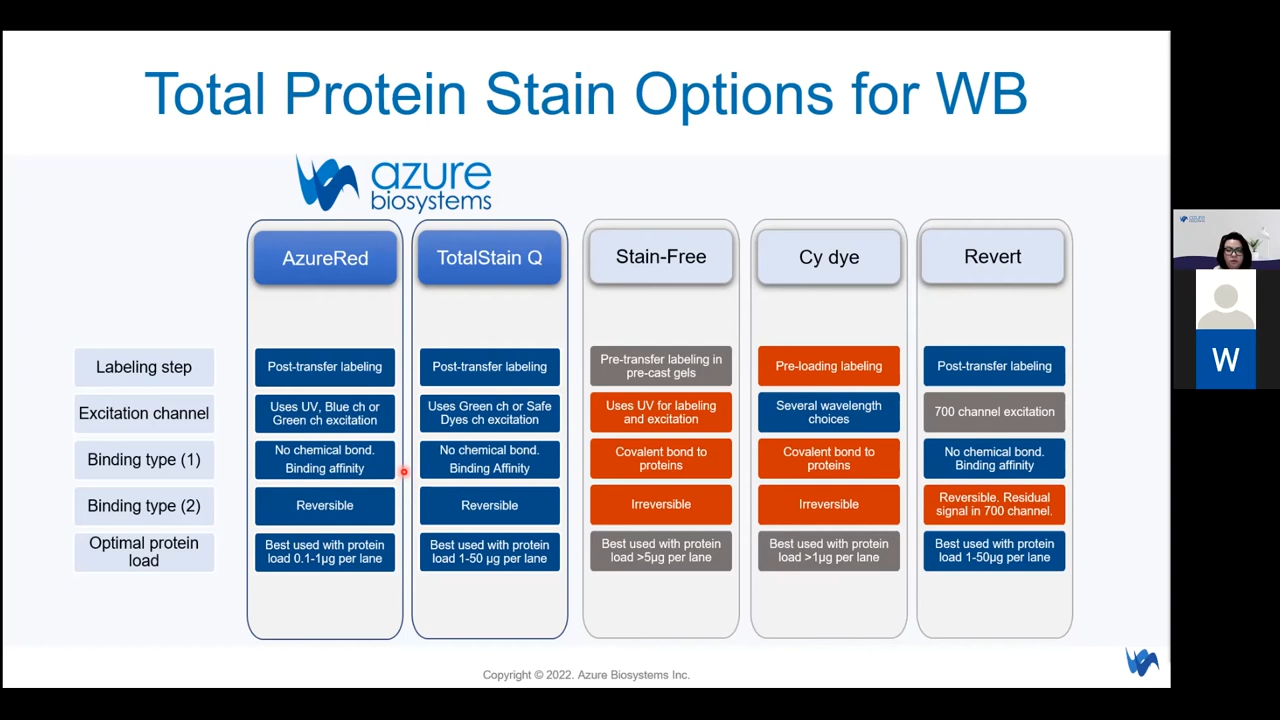 Total Protein Stain Options for WB
azure
biosystems
AzureRed
TotalStain Q
Stain-Free
Cy dye
Revert
Labeling step
Post-transfer labeling
Post-transfer labeling
Pre-transfer labeling in
pre-cast gels
Pre-loading labeling
Post-transfer labeling
Excitation channel
Uses UV, Blue ch or
Green ch excitation
Uses Green ch or Safe
Dyes ch excitation
Uses UV for labeling
and excitation
Several wavelength
choices
700 channel excitation
Binding type (1)
No chemical bond.
Binding affinity
No chemical bond.
Binding Affinity
Covalent bond to
proteins
Covalent bond to
proteins
No chemical bond.
Binding affinity
Binding type (2)
Reversible
Reversible
Irreversible
Irreversible
Reversible. Residual
signal in 700 channel.
Optimal protein
load
Best used with protein
load 0.1-1µg per lane
Best used with protein
load 1-50 µg per lane
Best used with protein
load >5µg per lane
Best used with protein
load >1µg per lane
Best used with protein
load 1-50µg per lane
Copyright © 2022. Azure Biosystems Inc.
W